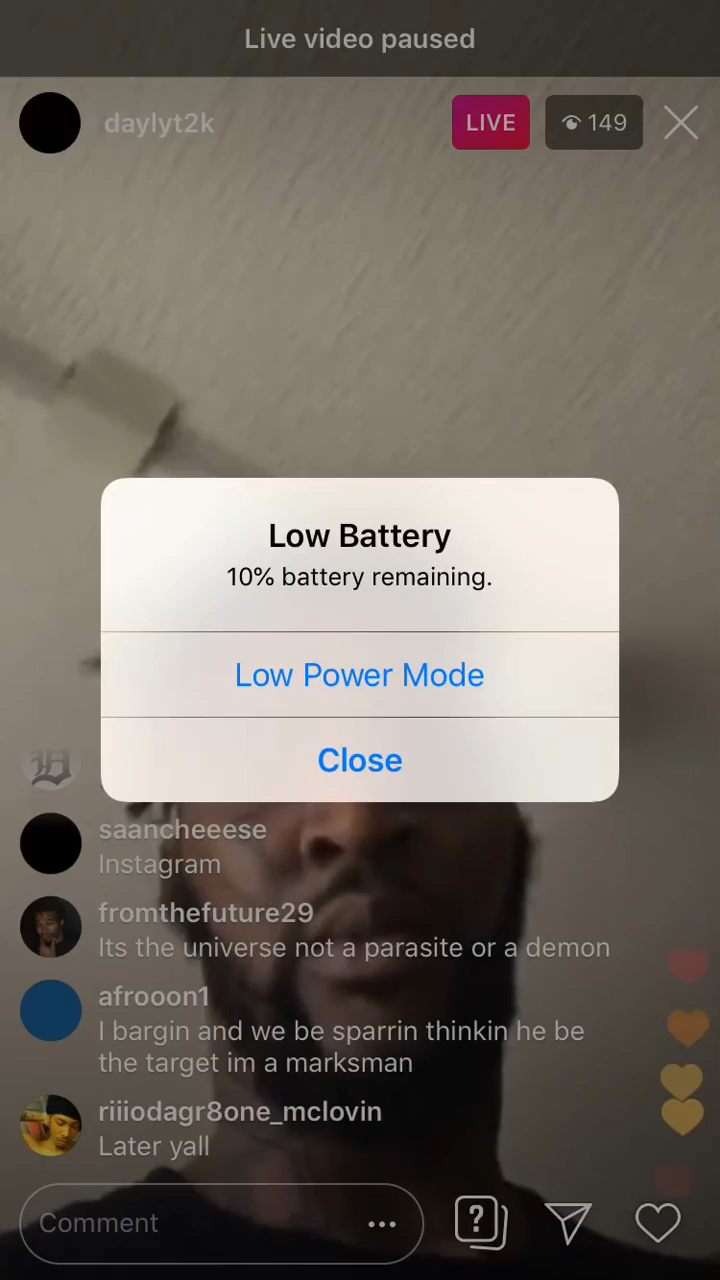 Live video paused
daylyt2k
LIVE
149
Low Battery
10% battery remaining.
Low Power Mode
Close
saancheeese
Instagram
fromthefuture29
Its the universe not a parasite or a demon
afrooon1
I bargin and we be sparrin thinkin he be
the target im a marksman
riiiodagr8one_mclovin
Later yall
Comment